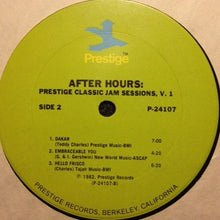 Prestige
AFTER HOURS:
PRESTIGE CLASSIC JAM SESSIONS, V. 1
SIDE 2
P-24107
1. DAKAR 7:00
(Teddy Charles) Prestige Music-BMI
2. EMBRACEABLE YOU 6:20
(G. & I. Gershwin) New World Music-ASCAP
3. HELLO FRISCO 6:35
(Charles) Tajah Music-BMI
℗ 1982, Prestige Records
(P-24107-B)
PRESTIGE RECORDS, BERKELEY, CALIFORNIA